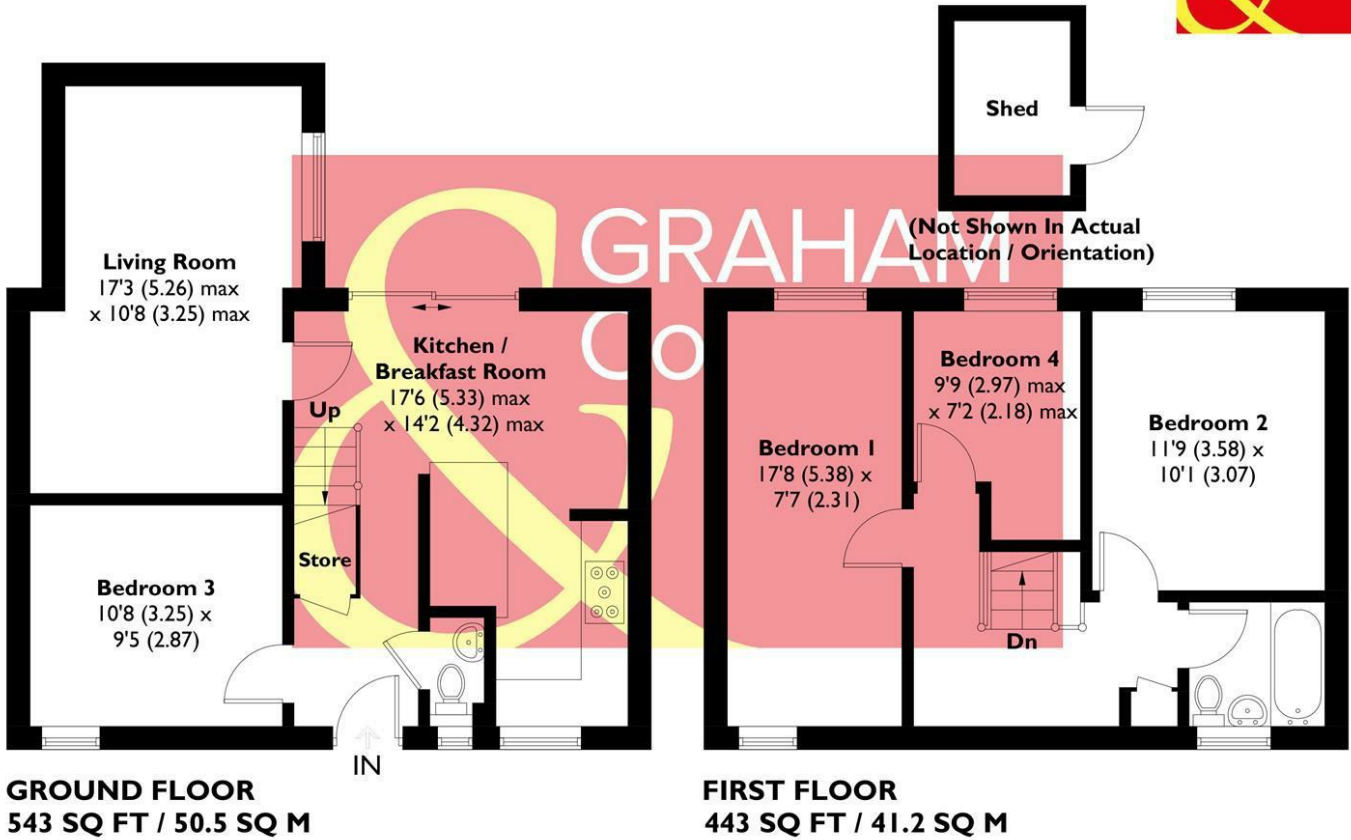 &
Shed
(Not Shown In Actual
Location / Orientation)
&
GRAHAM
Co
Living Room
17'3 (5.26) max
x 10'8 (3.25) max
Kitchen /
Breakfast Room
17'6 (5.33) max
x 14'2 (4.32) max
Up
Store
Bedroom 3
10'8 (3.25) x
9'5 (2.87)
IN
Bedroom 1
17'8 (5.38) x
7'7 (2.31)
Bedroom 4
9'9 (2.97) max
x 7'2 (2.18) max
Bedroom 2
11'9 (3.58) x
10'1 (3.07)
Dn
GROUND FLOOR
543 SQ FT / 50.5 SQ M
FIRST FLOOR
443 SQ FT / 41.2 SQ M